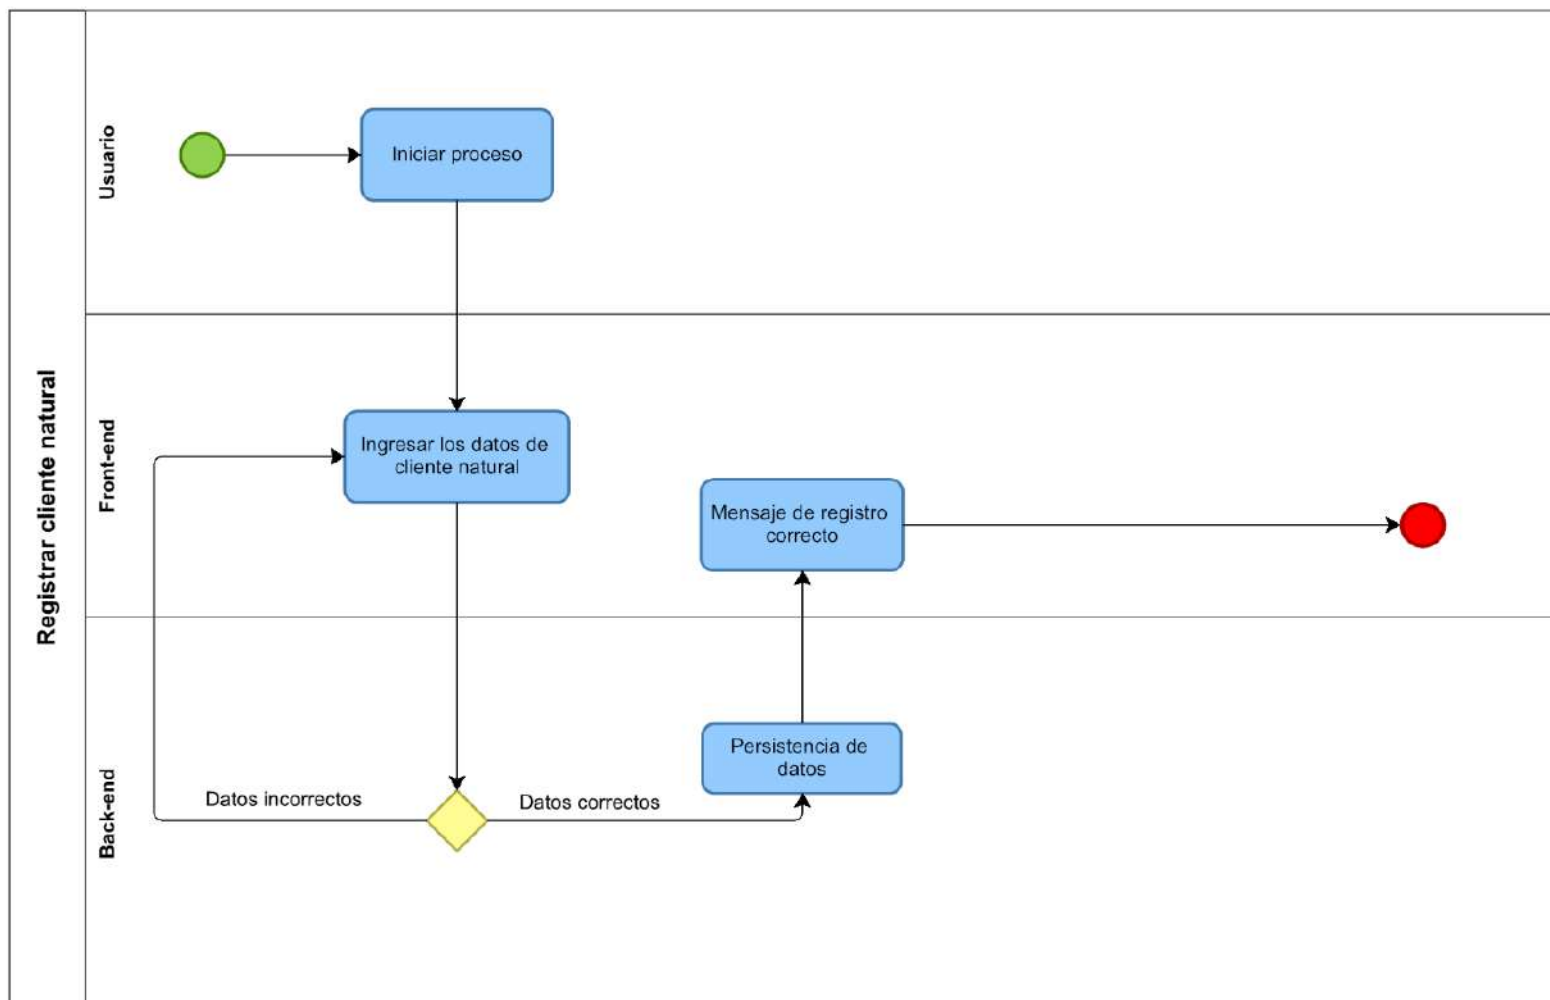 Registrar cliente natural
Usuario
Iniciar proceso
Front-end
Ingresar los datos de
cliente natural
Mensaje de registro
correcto
Back-end
Persistencia de
datos
Datos incorrectos
Datos correctos